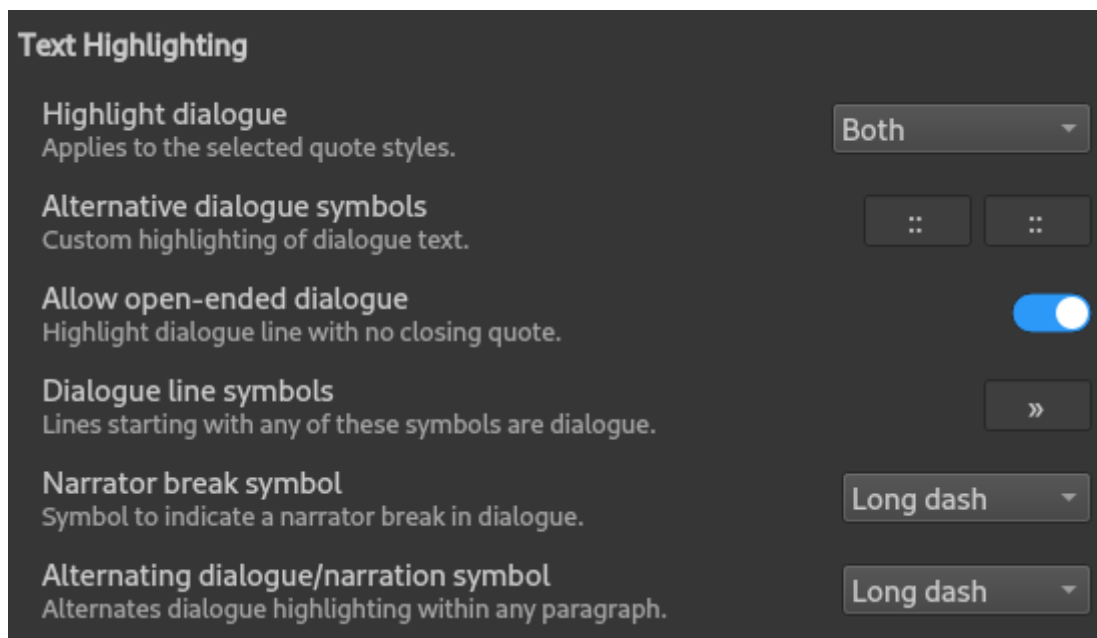 Text Highlighting
Highlight dialogue
Applies to the selected quote styles.
Both
Alternative dialogue symbols
Custom highlighting of dialogue text.
:: ::
Allow open-ended dialogue
Highlight dialogue line with no closing quote.
Dialogue line symbols
Lines starting with any of these symbols are dialogue.
»
Narrator break symbol
Symbol to indicate a narrator break in dialogue.
Long dash
Alternating dialogue/narration symbol
Alternates dialogue highlighting within any paragraph.
Long dash